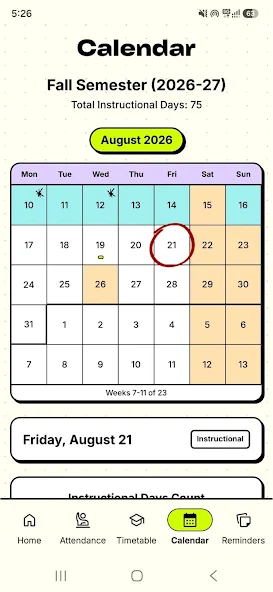 5:26
63
Calendar
Fall Semester (2026-27)
Total Instructional Days: 75
August 2026
Mon Tue Wed Thu Fri Sat Sun
10 11 12 13 14 15 16
17 18 19 20 21 22 23
24 25 26 27 28 29 30
31 1 2 3 4 5 6
7 8 9 10 11 12 13
Weeks 7-11 of 23
Friday, August 21 Instructional
Instructional Days Count
Home Attendance Timetable Calendar Reminders